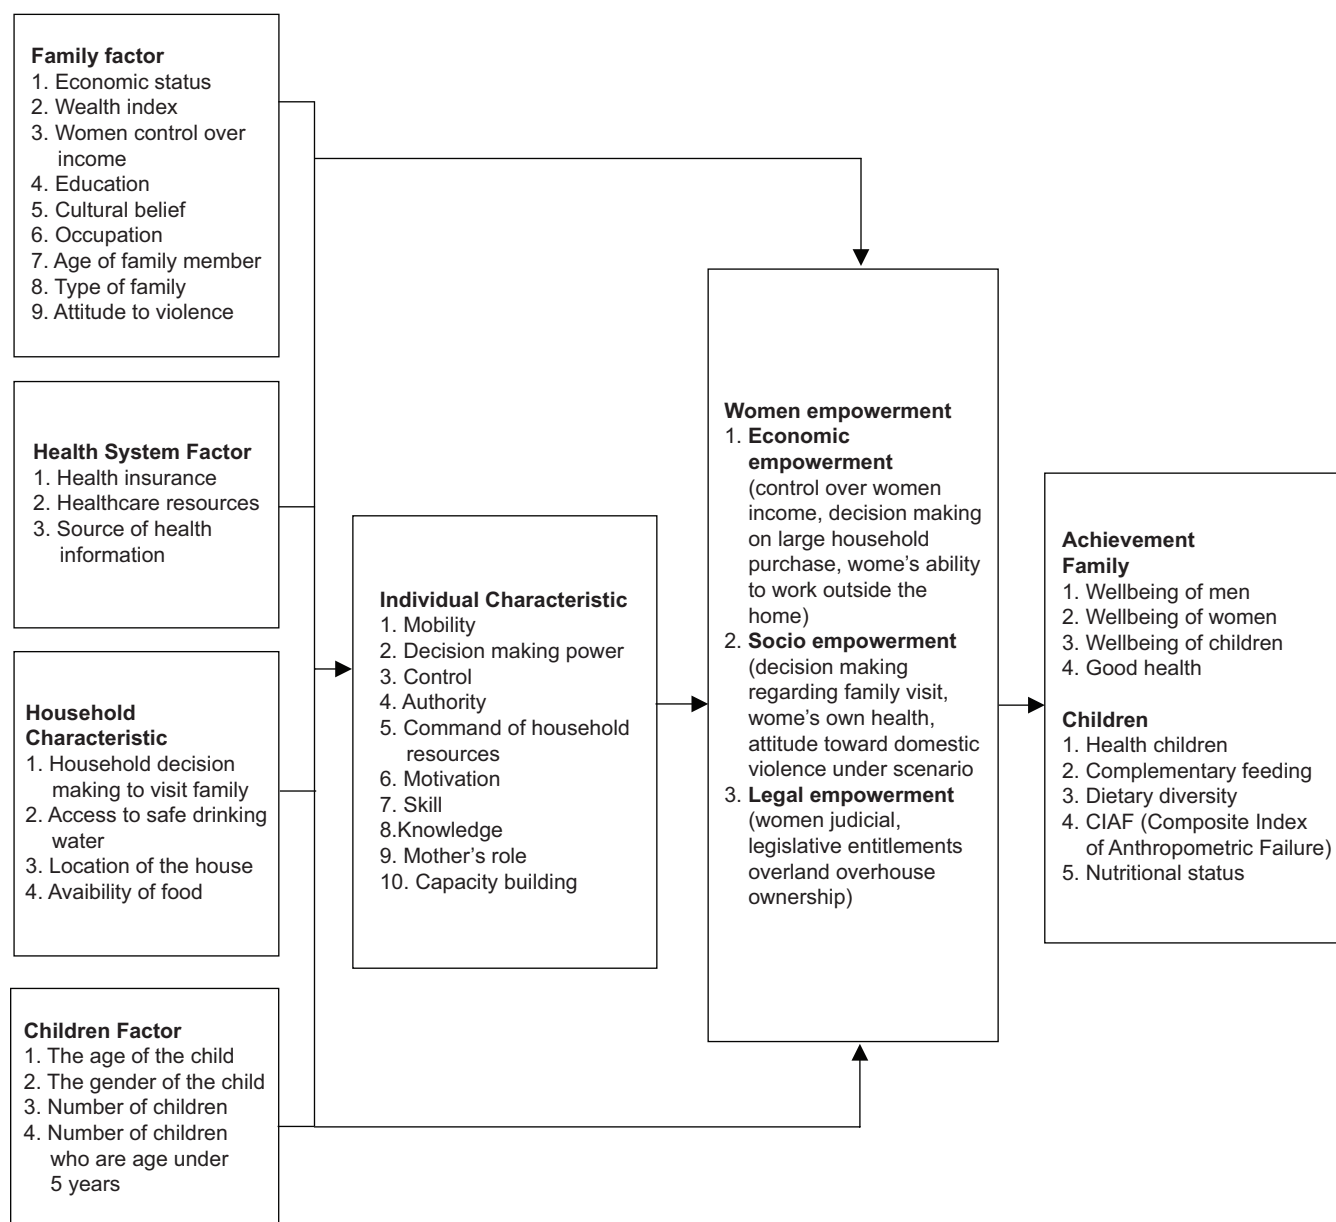 Family factor
1. Economic status
2. Wealth index
3. Women control over
income
4. Education
5. Cultural belief
6. Occupation
7. Age of family member
8. Type of family
9. Attitude to violence
Health System Factor
1. Health insurance
2. Healthcare resources
3. Source of health
information
Household
Characteristic
1. Household decision
making to visit family
2. Access to safe drinking
water
3. Location of the house
4. Avaibility of food
Children Factor
1. The age of the child
2. The gender of the child
3. Number of children
4. Number of children
who are age under
5 years
Individual Characteristic
1. Mobility
2. Decision making power
3. Control
4. Authority
5. Command of household
resources
6. Motivation
7. Skill
8.Knowledge
9. Mother’s role
10. Capacity building
Women empowerment
1. Economic
empowerment
(control over women
income, decision making
on large household
purchase, wome’s ability
to work outside the
home)
2. Socio empowerment
(decision making
regarding family visit,
wome’s own health,
attitude toward domestic
violence under scenario
3. Legal empowerment
(women judicial,
legislative entitlements
overland overhouse
ownership)
Achievement
Family
1. Wellbeing of men
2. Wellbeing of women
3. Wellbeing of children
4. Good health
Children
1. Health children
2. Complementary feeding
3. Dietary diversity
4. CIAF (Composite Index
of Anthropometric Failure)
5. Nutritional status